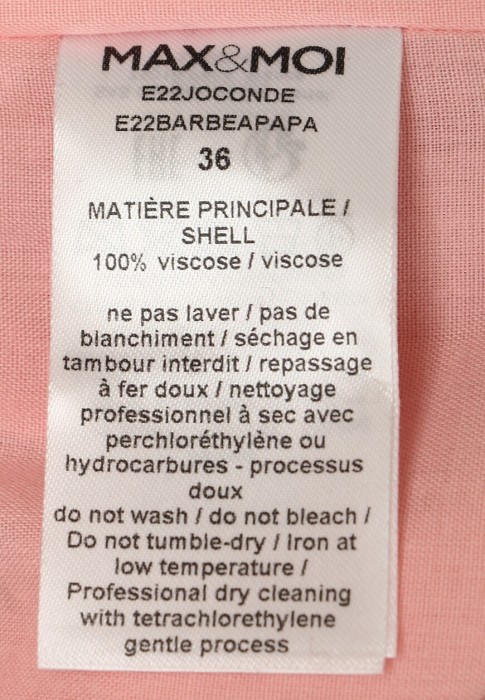 MAX&MOI
E22JOCONDE
E22BARBEAPAPA
36
MATIÈRE PRINCIPALE /
SHELL
100% viscose / viscose
ne pas laver / pas de
blanchiment / séchage en
tambour interdit / repassage
à fer doux / nettoyage
professionnel à sec avec
perchloréthylène ou
hydrocarbures - processus
doux
do not wash / do not bleach /
Do not tumble-dry / Iron at
low temperature /
Professional dry cleaning
with tetrachlorethylene
gentle process